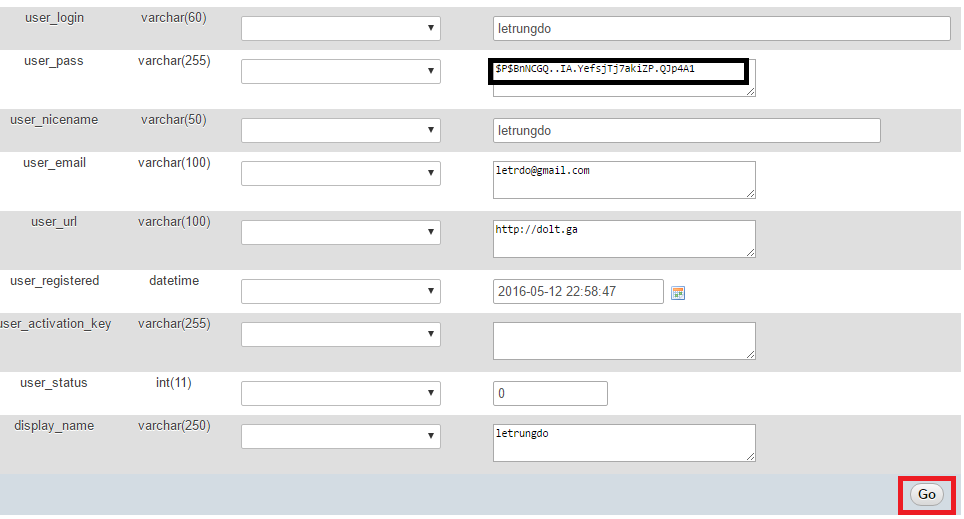 user_login varchar(60) letrungdo
user_pass varchar(255) $P$BnNCGQ..IA.YefsjTj7akiZP.QJp4A1
user_nicename varchar(50) letrungdo
user_email varchar(100) letrdo@gmail.com
user_url varchar(100) http://dolt.ga
user_registered datetime 2016-05-12 22:58:47
user_activation_key varchar(255)
user_status int(11) 0
display_name varchar(250) letrungdo
Go